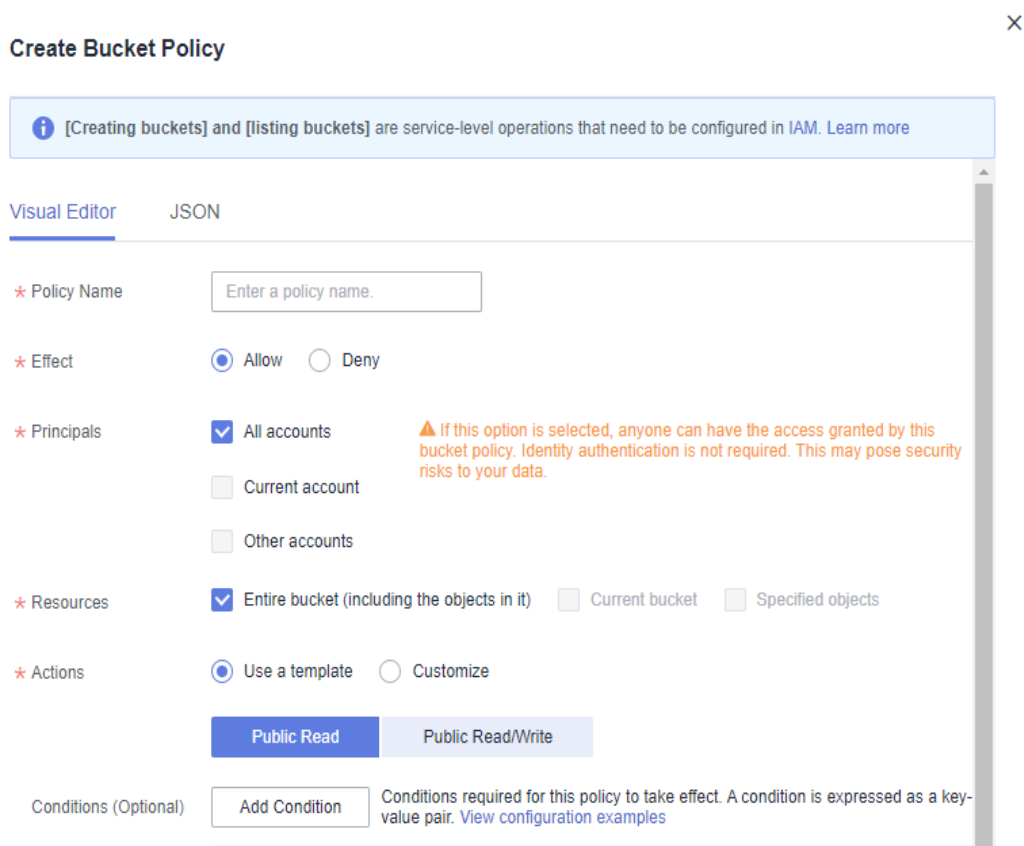 Create Bucket Policy
[Creating buckets] and [listing buckets] are service-level operations that need to be configured in IAM. Learn more
Visual Editor JSON
* Policy Name Enter a policy name.
* Effect Allow Deny
* Principals All accounts If this option is selected, anyone can have the access granted by this
bucket policy. Identity authentication is not required. This may pose security
risks to your data.
Current account
Other accounts
* Resources Entire bucket (including the objects in it) Current bucket Specified objects
* Actions Use a template Customize
Public Read Public Read/Write
Conditions (Optional) Add Condition Conditions required for this policy to take effect. A condition is expressed as a key-
value pair. View configuration examples